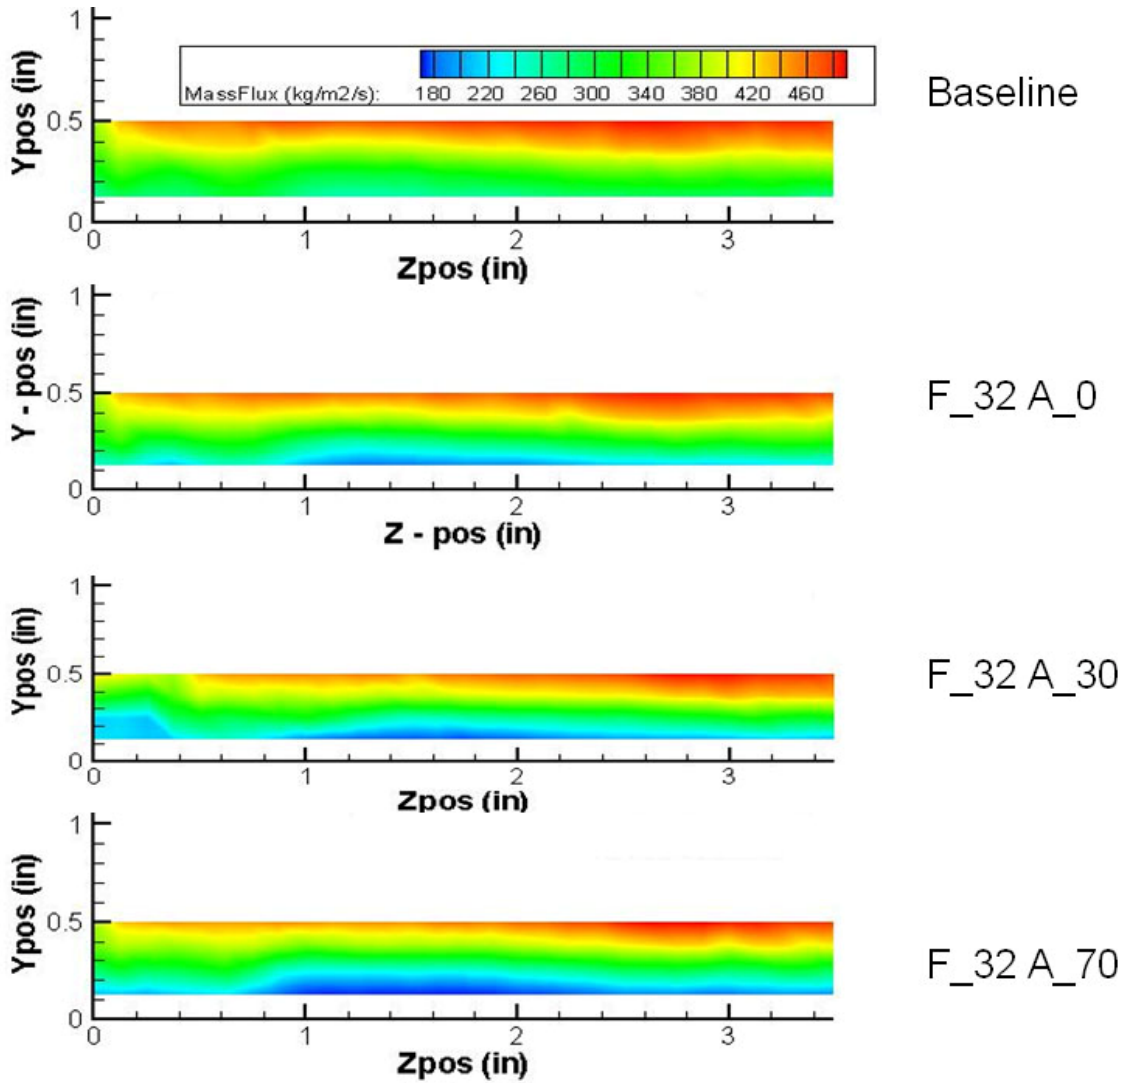 1
MassFlux (kg/m2/s): 180 220 260 300 340 380 420 460
Baseline
Ypos (in)
0.5
0
0 1 2 3
Zpos (in)
1
Y - pos (in)
0.5
F_32 A_0
0
0 1 2 3
Z - pos (in)
1
Ypos (in)
0.5
F_32 A_30
0
0 1 2 3
Zpos (in)
1
Ypos (in)
0.5
F_32 A_70
0
0 1 2 3
Zpos (in)